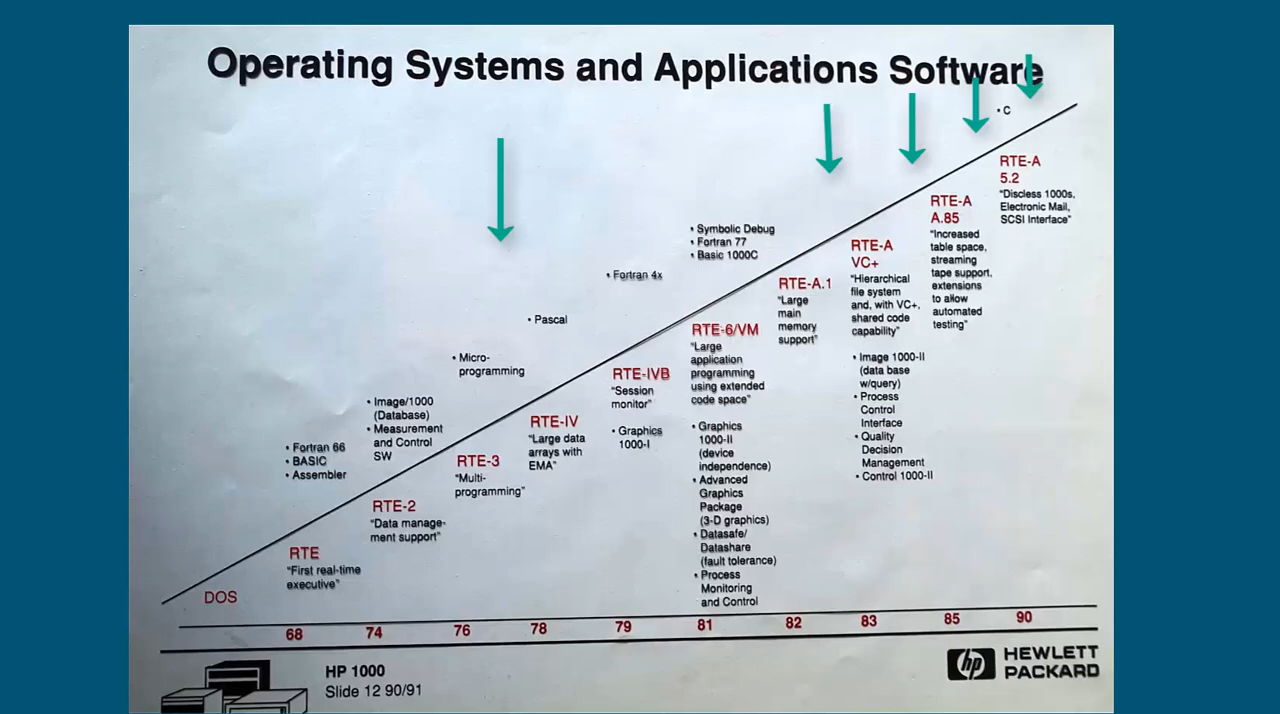 Operating Systems and Applications Software
• C
RTE-A
5.2
"Discless 1000s,
Electronic Mail,
SCSI Interface"
RTE-A
A.85
"Increased
table space,
streaming
tape support,
extensions
to allow
automated
testing"
• Symbolic Debug
• Fortran 77
• Basic 1000C
RTE-A
VC+
"Hierarchical
file system
and, with VC+,
shared code
capability"
• Image 1000-II
(data base
w/query)
• Process
Control
Interface
• Quality
Decision
Management
• Control 1000-II
• Fortran 4x
RTE-A.1
"Large
main
memory
support"
• Pascal
RTE-6/VM
"Large
application
programming
using extended
code space"
• Graphics
1000-II
(device
independence)
• Advanced
Graphics
Package
(3-D graphics)
• Datasafe/
Datashare
(fault tolerance)
• Process
Monitoring
and Control
• Micro-
programming
RTE-IVB
"Session
monitor"
• Graphics
1000-I
• Image/1000
(Database)
• Measurement
and Control
SW
RTE-IV
"Large data
arrays with
EMA"
• Fortran 66
• BASIC
• Assembler
RTE-3
"Multi-
programming"
RTE-2
"Data manage-
ment support"
RTE
"First real-time
executive"
DOS
68 74 76 78 79 81 82 83 85 90
HP 1000
Slide 12 90/91
hp HEWLETT
PACKARD